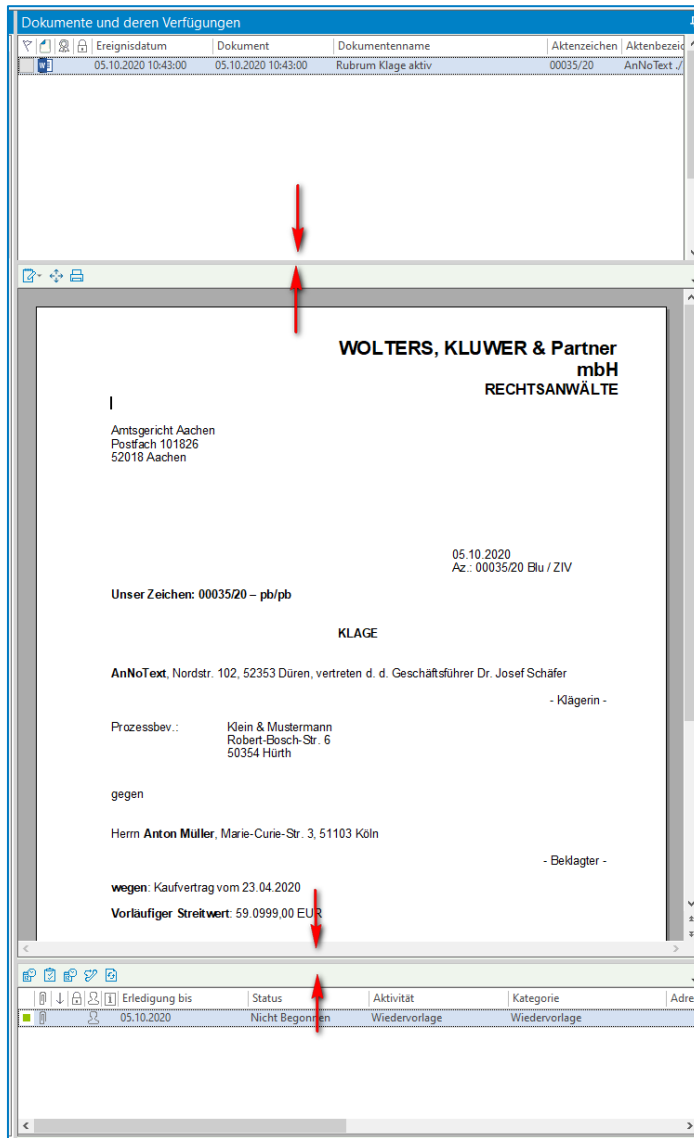 Dokumente und deren Verfügungen
Ereignisdatum Dokument Dokumentenname Aktenzeichen Aktenbezeic
05.10.2020 10:43:00 05.10.2020 10:43:00 Rubrum Klage aktiv 00035/20 AnNoText ./
WOLTERS, KLUWER & Partner
mbH
RECHTSANWÄLTE
Amtsgericht Aachen
Postfach 101826
52018 Aachen
05.10.2020
Az.: 00035/20 Blu / ZIV
Unser Zeichen: 00035/20 – pb/pb
KLAGE
AnNoText, Nordstr. 102, 52353 Düren, vertreten d. d. Geschäftsführer Dr. Josef Schäfer
- Klägerin -
Prozessbev.: Klein & Mustermann
Robert-Bosch-Str. 6
50354 Hürth
gegen
Herrn Anton Müller, Marie-Curie-Str. 3, 51103 Köln
- Beklagter -
wegen: Kaufvertrag vom 23.04.2020
Vorläufiger Streitwert: 59.0999,00 EUR
Erledigung bis Status Aktivität Kategorie Adre
05.10.2020 Nicht Begonnen Wiedervorlage Wiedervorlage